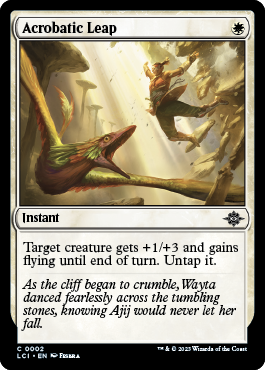 Acrobatic Leap
Instant
Target creature gets +1/+3 and gains
flying until end of turn. Untap it.
As the cliff began to crumble, Wayta
danced fearlessly across the tumbling
stones, knowing Ajij would never let her
fall.
C 0002
LCI • EN Fesbra
™ & © 2023 Wizards of the Coast